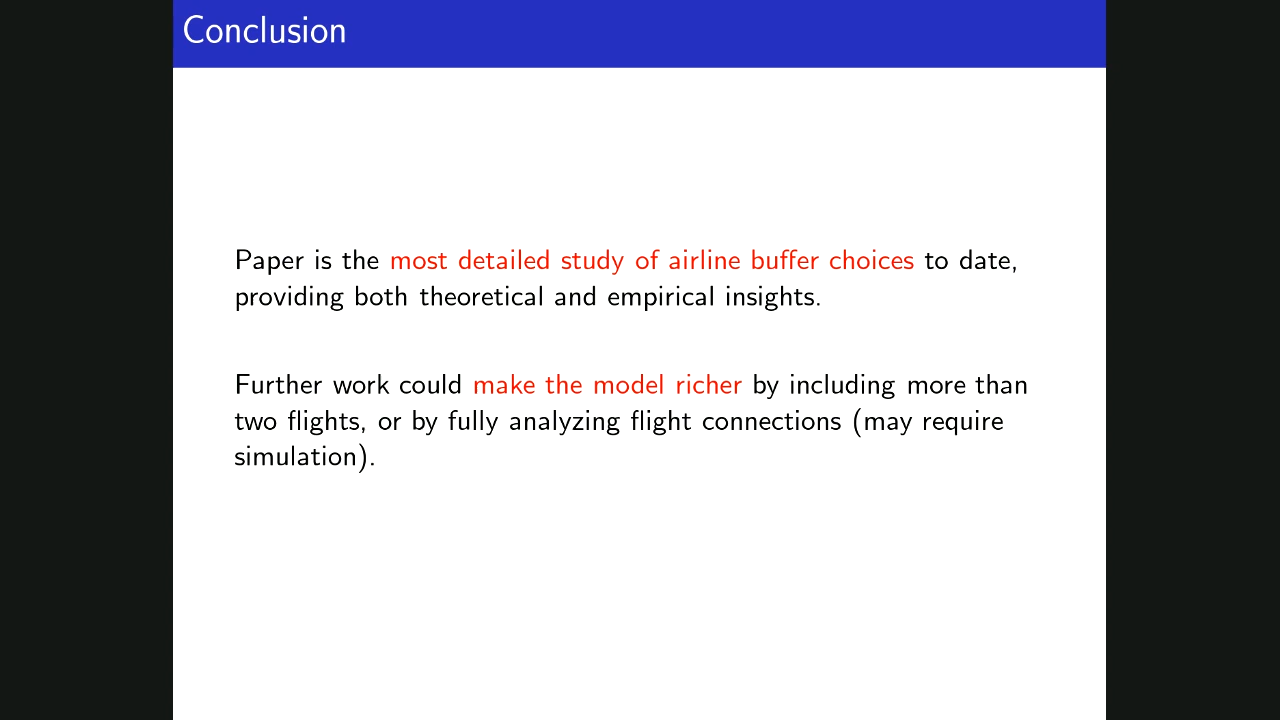 Conclusion
Paper is the most detailed study of airline buffer choices to date,
providing both theoretical and empirical insights.
Further work could make the model richer by including more than
two flights, or by fully analyzing flight connections (may require
simulation).